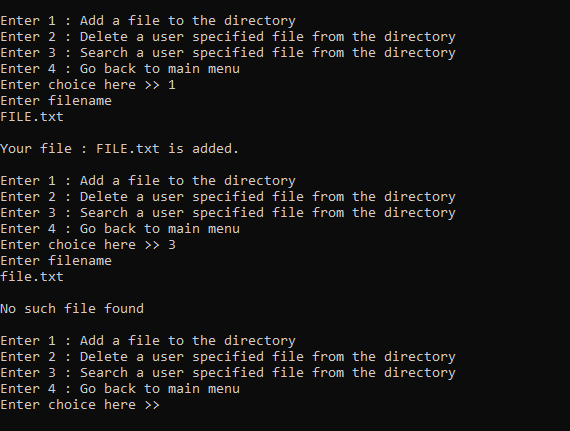 Enter 1 : Add a file to the directory
Enter 2 : Delete a user specified file from the directory
Enter 3 : Search a user specified file from the directory
Enter 4 : Go back to main menu
Enter choice here >> 1
Enter filename
FILE.txt
Your file : FILE.txt is added.
Enter 1 : Add a file to the directory
Enter 2 : Delete a user specified file from the directory
Enter 3 : Search a user specified file from the directory
Enter 4 : Go back to main menu
Enter choice here >> 3
Enter filename
file.txt
No such file found
Enter 1 : Add a file to the directory
Enter 2 : Delete a user specified file from the directory
Enter 3 : Search a user specified file from the directory
Enter 4 : Go back to main menu
Enter choice here >>